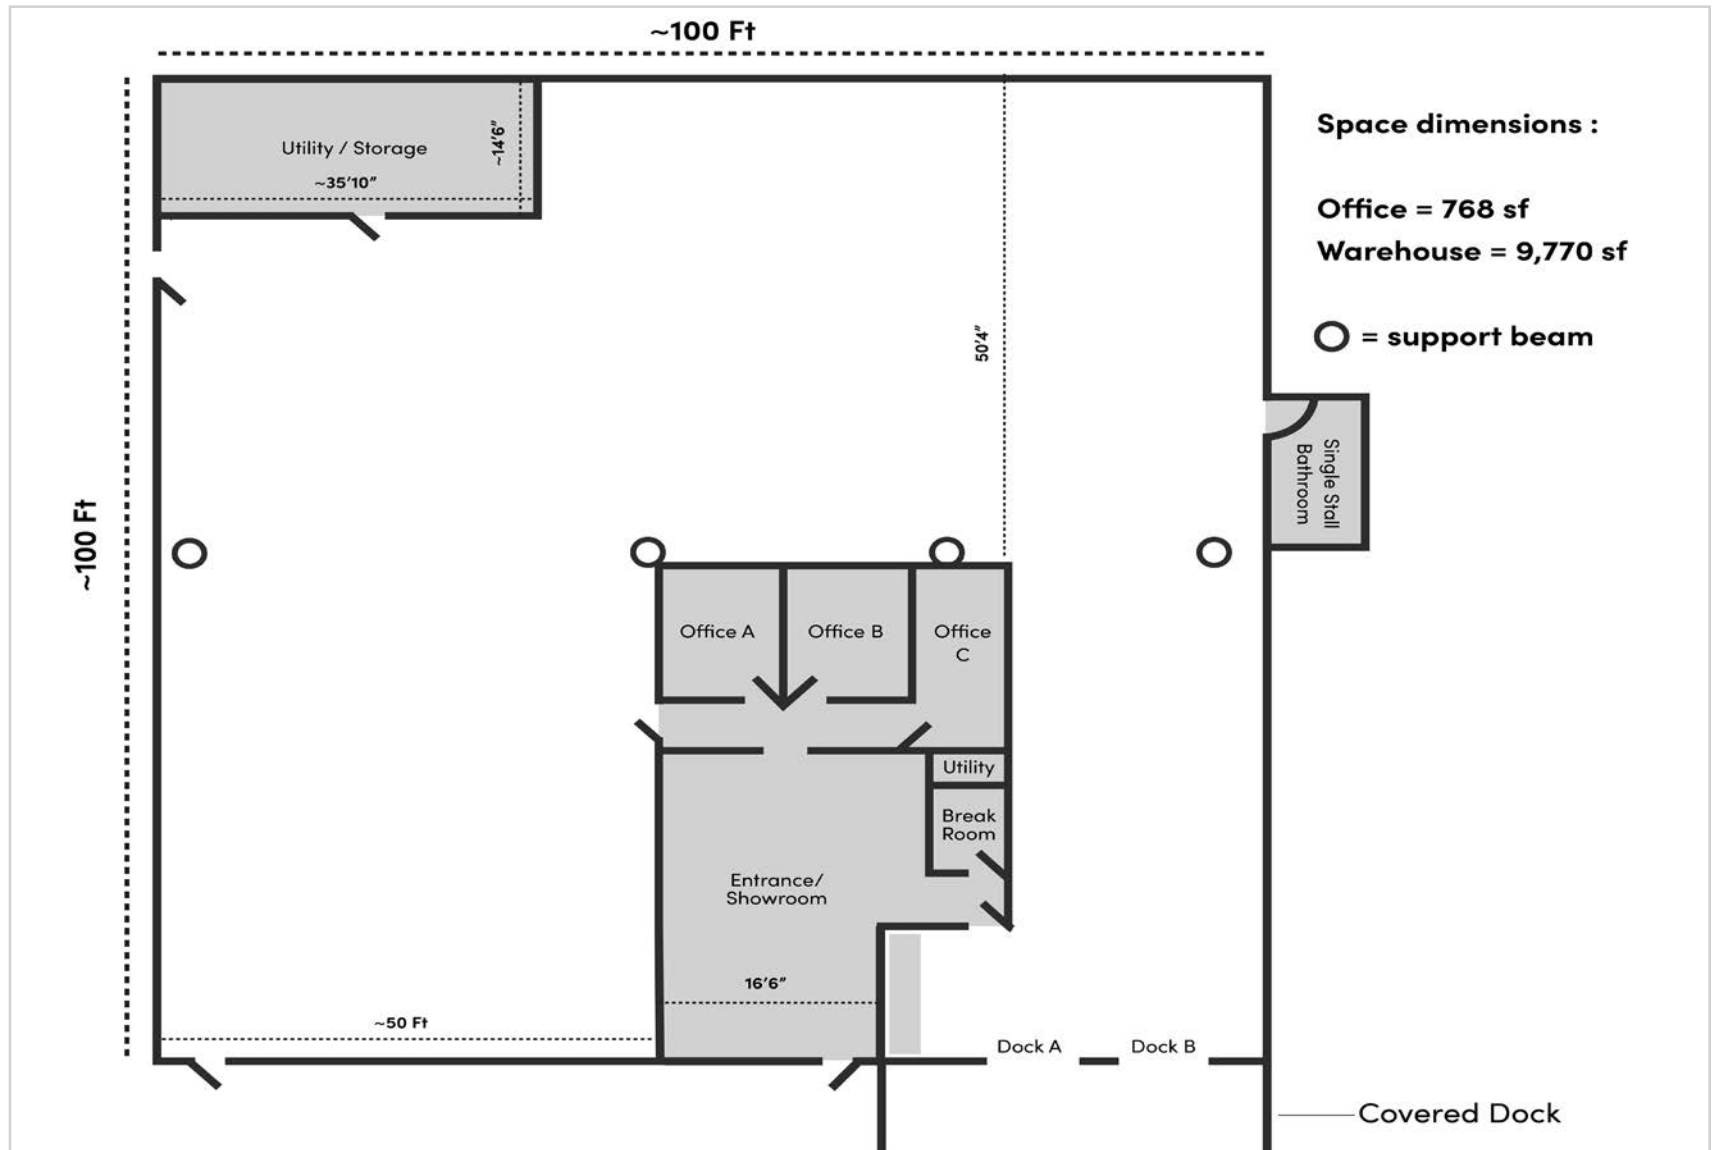 ~100 Ft
~100 Ft
Utility / Storage
~14'6"
~35'10"
Space dimensions :
Office = 768 sf
Warehouse = 9,770 sf
= support beam
50'4"
Single Stall
Bathroom
Office A
Office B
Office
C
Utility
Break
Room
Entrance/
Showroom
16'6"
~50 Ft
Dock A
Dock B
Covered Dock